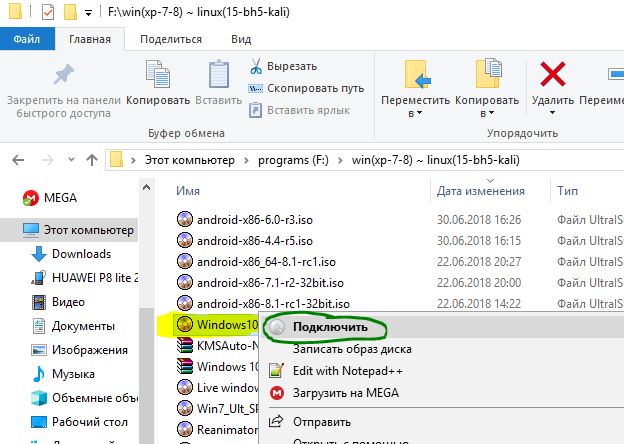 F:\win(xp-7-8) ~ linux(15-bh5-kali)
Файл Главная Поделиться Вид
Закрепить на панели быстрого доступа
Копировать
Вставить
Вырезать
Скопировать путь
Вставить ярлык
Переместить в
Копировать в
Удалить
Буфер обмена
Упорядочить
Этот компьютер programs (F:) win(xp-7-8) ~ linux(15-bh5-kali)
MEGA
Этот компьютер
Downloads
HUAWEI P8 lite 2
Видео
Документы
Изображения
Музыка
Объемные объек
Рабочий стол
Имя Дата изменения Тип
android-x86-6.0-r3.iso 30.06.2018 16:26 Файл UltraIS
android-x86-4.4-r5.iso 30.06.2018 16:15 Файл UltraIS
android-x86_64-8.1-rc1.iso 22.06.2018 20:27 Файл UltraIS
android-x86-7.1-r2-32bit.iso 22.06.2018 20:00 Файл UltraIS
android-x86-8.1-rc1-32bit.iso 22.06.2018 14:22 Файл UltraIS
Windows10
KMSAuto-N
Windows 10
Live window
Win7_Ult_SP
Reanimator
Подключить
Записать образ диска
Edit with Notepad++
Загрузить на MEGA
Отправить
Открыть с помощью